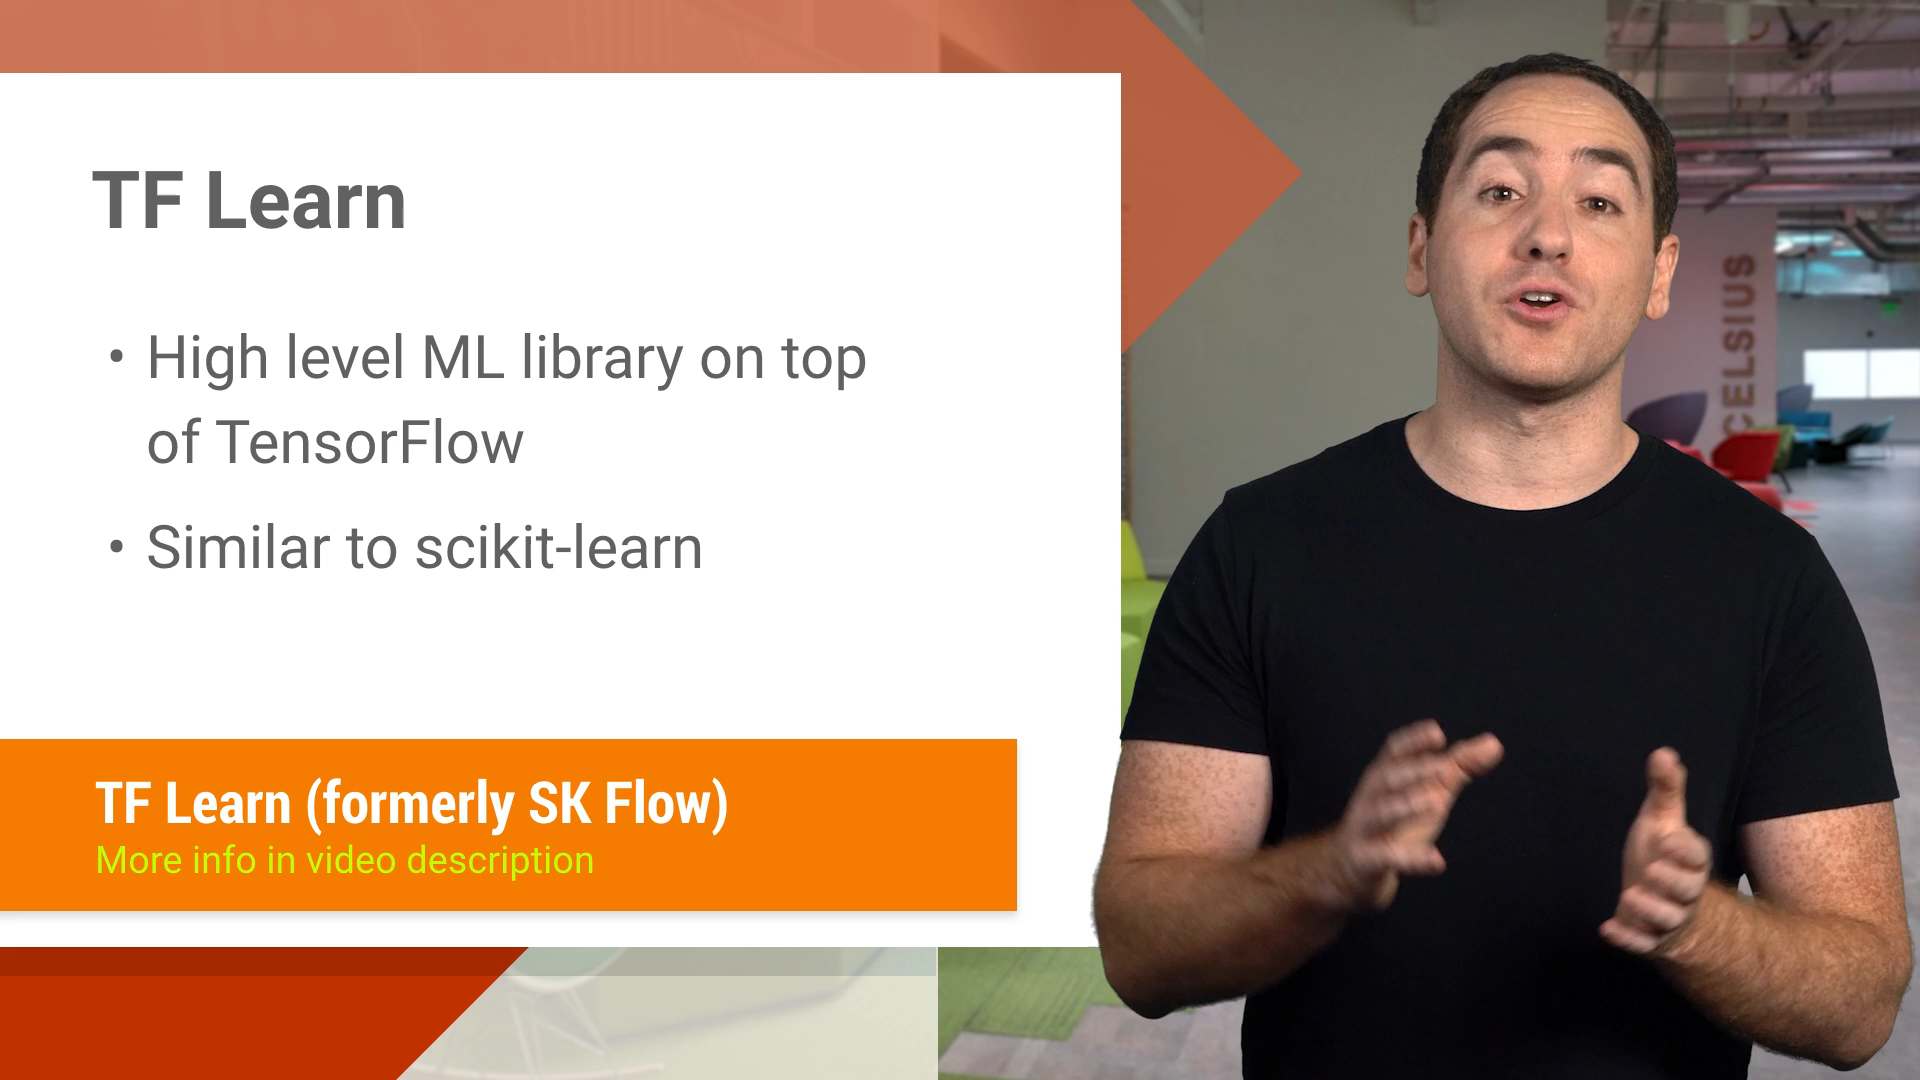 TF Learn
• High level ML library on top
of TensorFlow
• Similar to scikit-learn
TF Learn (formerly SK Flow)
More info in video description
CELSIUS